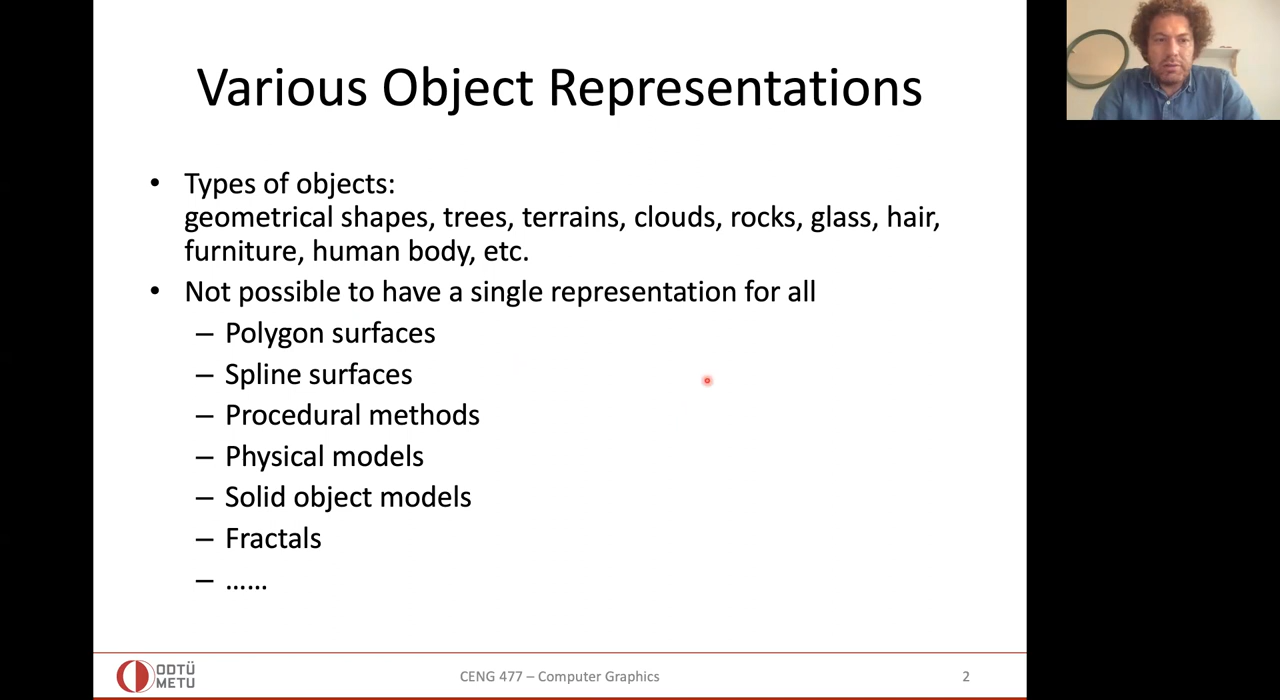 Various Object Representations
• Types of objects:
geometrical shapes, trees, terrains, clouds, rocks, glass, hair,
furniture, human body, etc.
• Not possible to have a single representation for all
– Polygon surfaces
– Spline surfaces
– Procedural methods
– Physical models
– Solid object models
– Fractals
– ……
ODTÜ
METU
CENG 477 – Computer Graphics
2